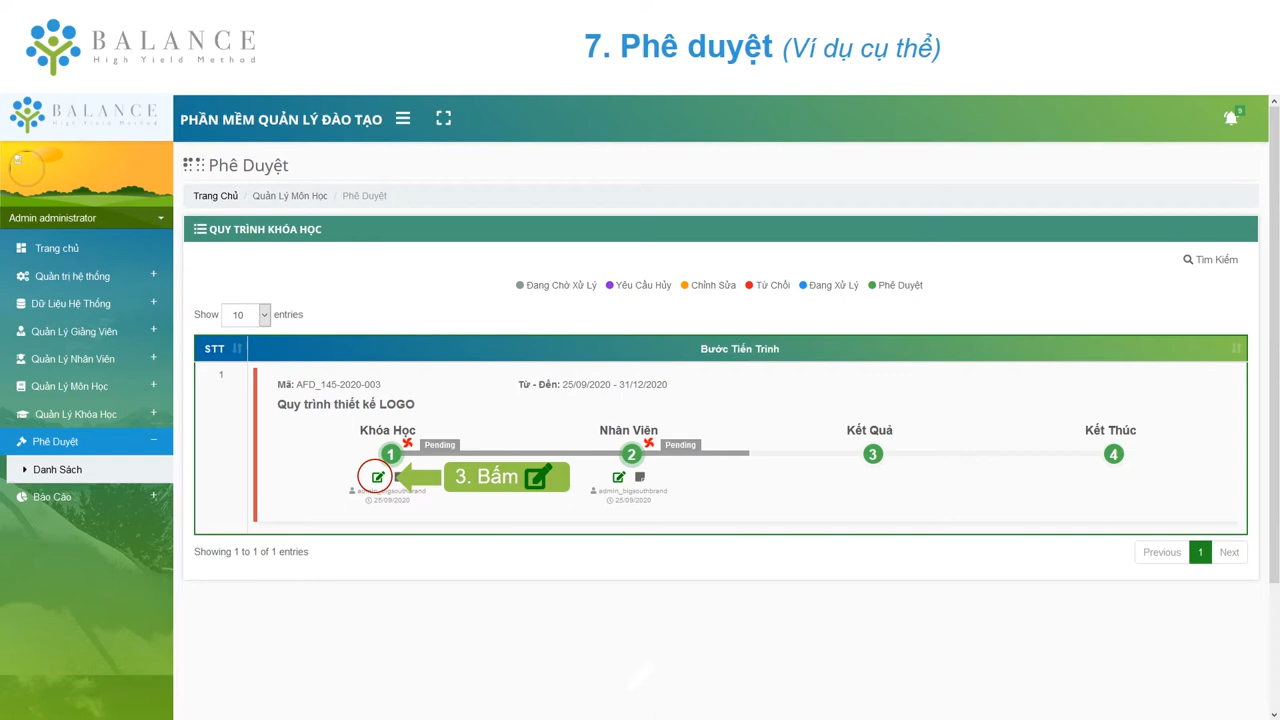 BALANCE
High Yield Method
7. Phê duyệt (Ví dụ cụ thể)
BALANCE
High Yield Method
PHẦN MỀM QUẢN LÝ ĐÀO TẠO
9
Phê Duyệt
Admin administrator
Trang Chủ / Quản Lý Môn Học / Phê Duyệt
Trang chủ
Quản trị hệ thống +
Dữ Liệu Hệ Thống +
Quản Lý Giảng Viên +
Quản Lý Nhân Viên +
Quản Lý Môn Học +
Quản Lý Khóa Học +
Phê Duyệt −
Danh Sách
Báo Cáo +
QUY TRÌNH KHÓA HỌC
Tìm Kiếm
Đang Chờ Xử Lý Yêu Cầu Hủy Chỉnh Sửa Từ Chối Đang Xử Lý Phê Duyệt
Show 10 entries
STT Bước Tiến Trình
1
Mã: AFD_145-2020-003 Từ - Đến: 25/09/2020 - 31/12/2020
Quy trình thiết kế LOGO
Khóa Học Nhân Viên Kết Quả Kết Thúc
Pending Pending
1 2 3 4
3. Bấm
admin_bigsouthbrand admin_bigsouthbrand
25/09/2020 25/09/2020
Showing 1 to 1 of 1 entries
Previous 1 Next